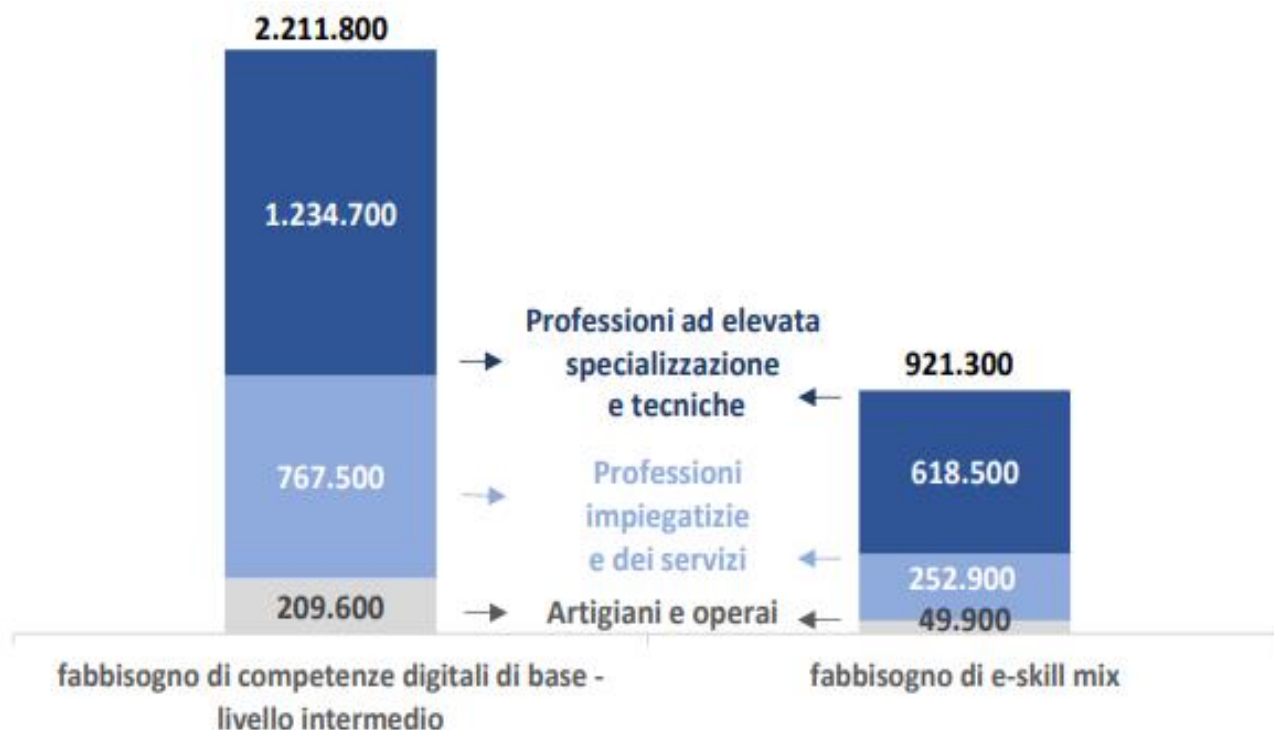 2.211.800
1.234.700
767.500
209.600
Professioni ad elevata
specializzazione
e tecniche
Professioni
impiegatizie
e dei servizi
Artigiani e operai
921.300
618.500
252.900
49.900
fabbisogno di competenze digitali di base -
livello intermedio
fabbisogno di e-skill mix